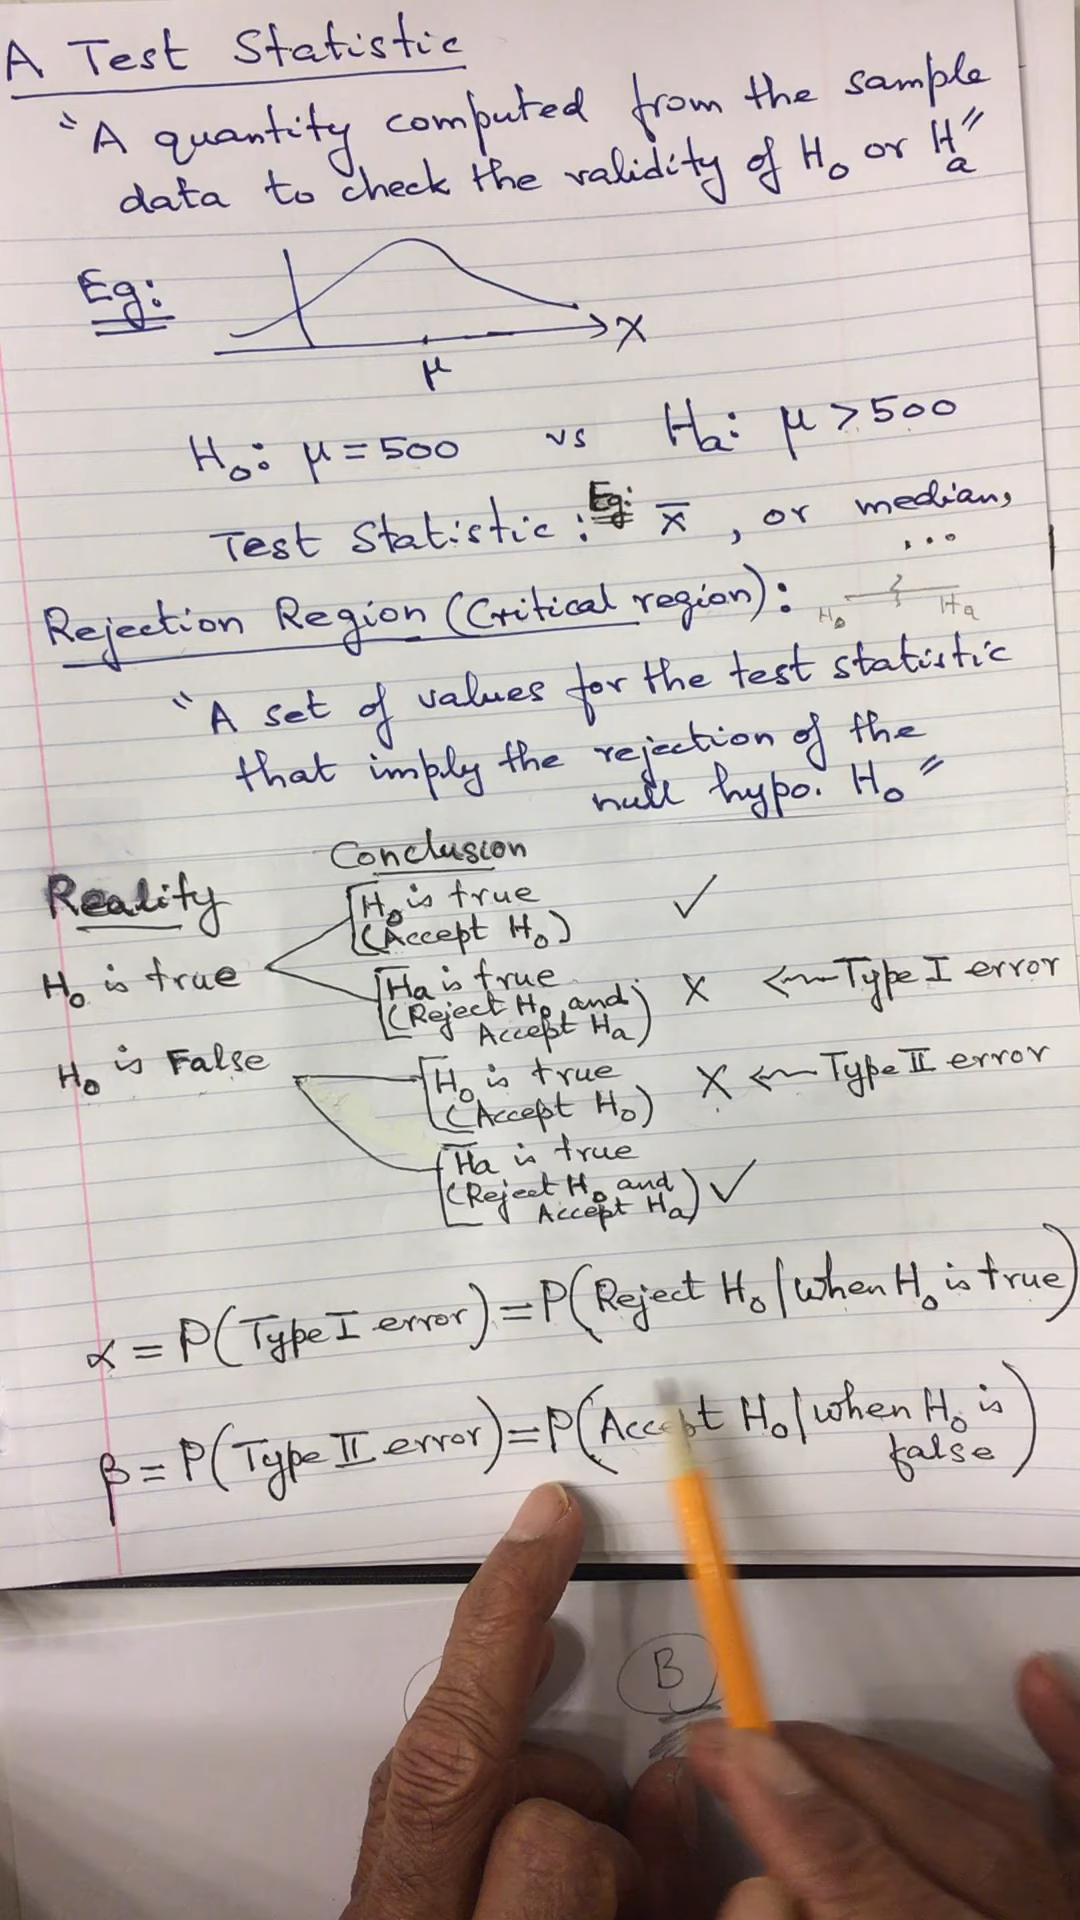 A Test Statistic
"A quantity computed from the sample
data to check the validity of H₀ or Hₐ"
Eg:
X
μ
H₀: μ = 500 vs Hₐ: μ > 500
Test Statistic: Eg: x̄, or median,
...
Rejection Region (Critical region):
H₀ Hₐ
"A set of values for the test statistic
that imply the rejection of the
null hypo. H₀"
Conclusion
Reality
H₀ is true
(Accept H₀) ✓
H₀ is true
Ha is true
(Reject H₀ and
Accept Ha) X ← Type I error
H₀ is False
H₀ is true
(Accept H₀) X ← Type II error
Ha is true
(Reject H₀ and
Accept Ha) ✓
α = P(Type I error) = P(Reject H₀ / when H₀ is true)
β = P(Type II error) = P(Accept H₀ / when H₀ is
false)
B